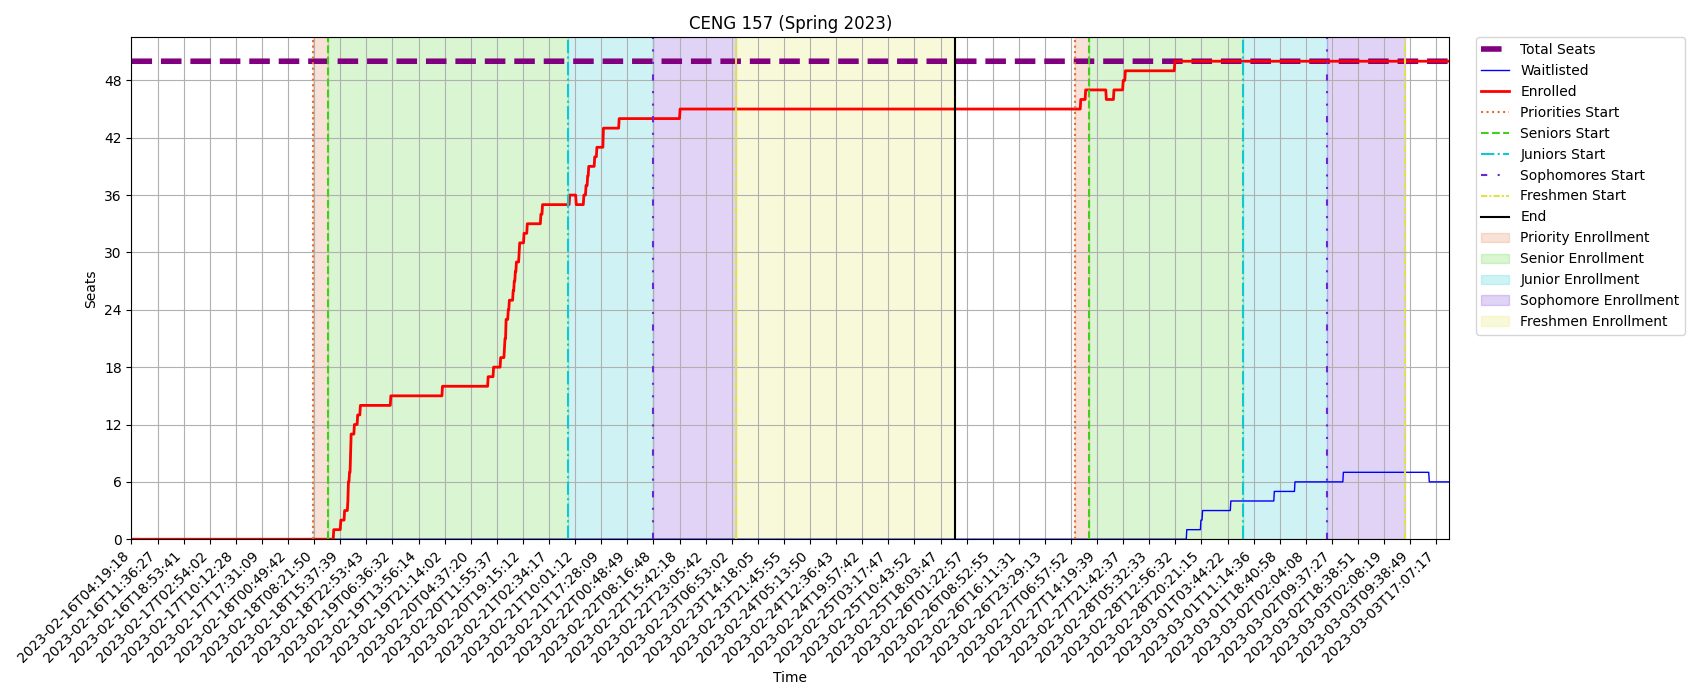 CENG 157 (Spring 2023)
Total Seats
Waitlisted
Enrolled
Priorities Start
Seniors Start
Juniors Start
Sophomores Start
Freshmen Start
End
Priority Enrollment
Senior Enrollment
Junior Enrollment
Sophomore Enrollment
Freshmen Enrollment
Seats
48
42
36
30
24
18
12
6
0
2023-02-16T04:19:18
2023-02-16T11:36:27
2023-02-16T18:53:41
2023-02-17T02:54:02
2023-02-17T10:12:28
2023-02-17T17:31:09
2023-02-18T00:49:42
2023-02-18T08:21:50
2023-02-18T15:37:39
2023-02-18T22:53:43
2023-02-19T06:36:32
2023-02-19T13:56:14
2023-02-19T21:14:02
2023-02-20T04:37:20
2023-02-20T11:55:37
2023-02-20T19:15:12
2023-02-21T02:34:17
2023-02-21T10:01:12
2023-02-21T17:28:09
2023-02-22T00:48:49
2023-02-22T08:16:48
2023-02-22T15:42:18
2023-02-22T23:05:42
2023-02-23T06:53:02
2023-02-23T14:18:05
2023-02-23T21:45:55
2023-02-24T05:13:50
2023-02-24T12:36:43
2023-02-24T19:57:42
2023-02-25T03:17:47
2023-02-25T10:43:52
2023-02-25T18:03:47
2023-02-26T01:22:57
2023-02-26T08:52:55
2023-02-26T16:11:31
2023-02-26T23:29:13
2023-02-27T06:57:52
2023-02-27T14:19:39
2023-02-27T21:42:37
2023-02-28T05:32:33
2023-02-28T12:56:32
2023-02-28T20:21:15
2023-03-01T03:44:22
2023-03-01T11:14:36
2023-03-01T18:40:58
2023-03-02T02:04:08
2023-03-02T09:37:27
2023-03-02T18:38:51
2023-03-03T02:08:19
2023-03-03T09:38:49
2023-03-03T17:07:17
Time